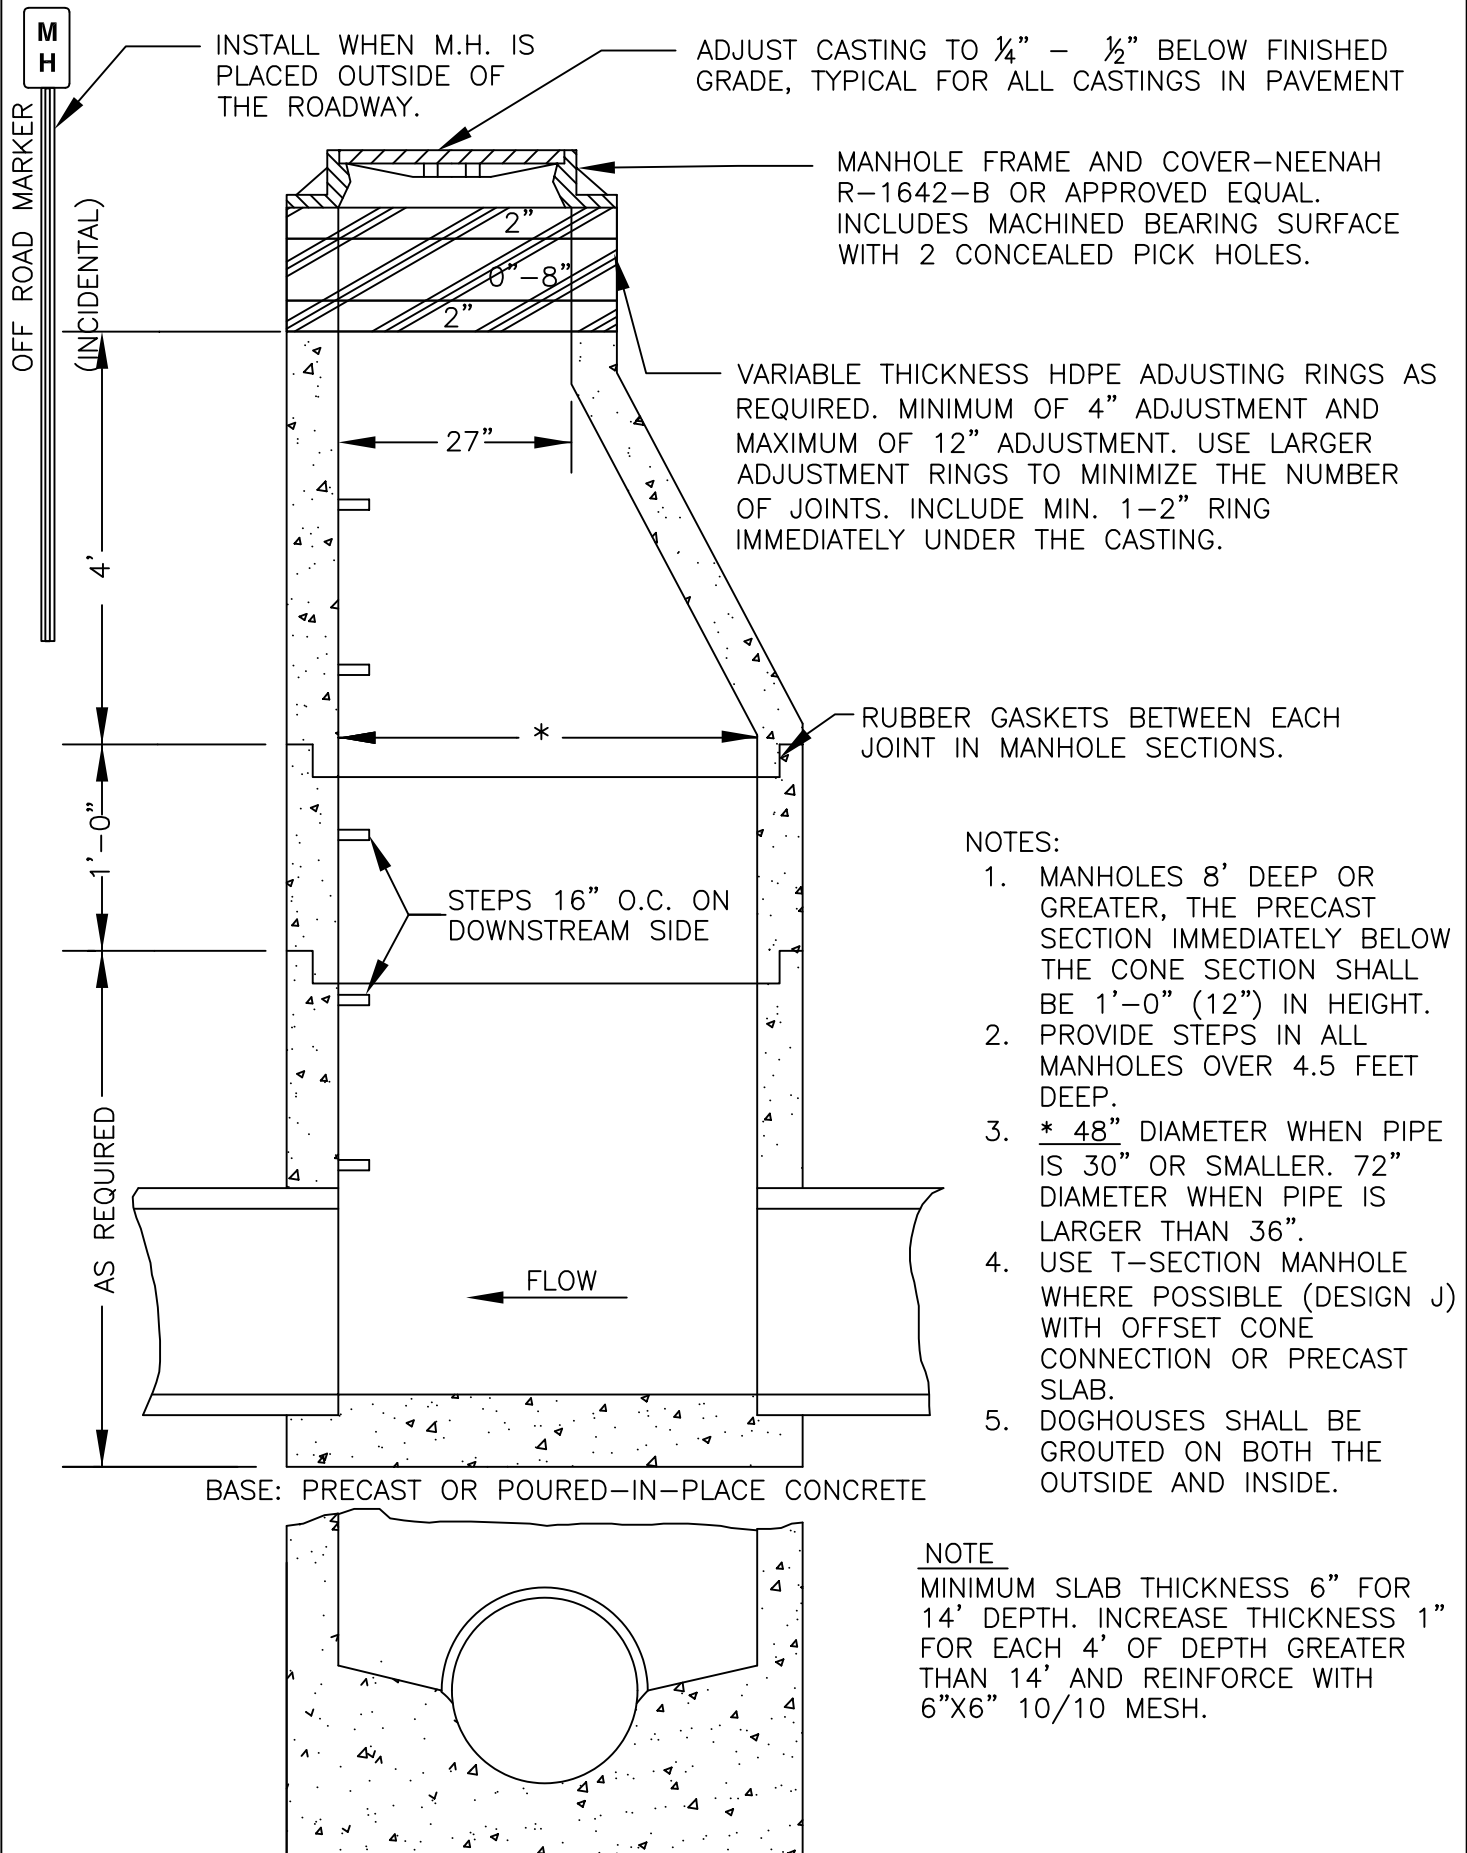 M
H
INSTALL WHEN M.H. IS
PLACED OUTSIDE OF
THE ROADWAY.
ADJUST CASTING TO ¼” – ½” BELOW FINISHED
GRADE, TYPICAL FOR ALL CASTINGS IN PAVEMENT
OFF ROAD MARKER
(INCIDENTAL)
MANHOLE FRAME AND COVER–NEENAH
R–1642–B OR APPROVED EQUAL.
INCLUDES MACHINED BEARING SURFACE
WITH 2 CONCEALED PICK HOLES.
2”
0”–8”
2”
VARIABLE THICKNESS HDPE ADJUSTING RINGS AS
REQUIRED. MINIMUM OF 4” ADJUSTMENT AND
MAXIMUM OF 12” ADJUSTMENT. USE LARGER
ADJUSTMENT RINGS TO MINIMIZE THE NUMBER
OF JOINTS. INCLUDE MIN. 1–2” RING
IMMEDIATELY UNDER THE CASTING.
27”
4’
*
RUBBER GASKETS BETWEEN EACH
JOINT IN MANHOLE SECTIONS.
1’–0”
STEPS 16” O.C. ON
DOWNSTREAM SIDE
AS REQUIRED
FLOW
BASE: PRECAST OR POURED–IN–PLACE CONCRETE
NOTES:
1. MANHOLES 8’ DEEP OR
GREATER, THE PRECAST
SECTION IMMEDIATELY BELOW
THE CONE SECTION SHALL
BE 1’–0” (12”) IN HEIGHT.
2. PROVIDE STEPS IN ALL
MANHOLES OVER 4.5 FEET
DEEP.
3. * 48” DIAMETER WHEN PIPE
IS 30” OR SMALLER. 72”
DIAMETER WHEN PIPE IS
LARGER THAN 36”.
4. USE T–SECTION MANHOLE
WHERE POSSIBLE (DESIGN J)
WITH OFFSET CONE
CONNECTION OR PRECAST
SLAB.
5. DOGHOUSES SHALL BE
GROUTED ON BOTH THE
OUTSIDE AND INSIDE.
NOTE
MINIMUM SLAB THICKNESS 6” FOR
14’ DEPTH. INCREASE THICKNESS 1”
FOR EACH 4’ OF DEPTH GREATER
THAN 14’ AND REINFORCE WITH
6”X6” 10/10 MESH.